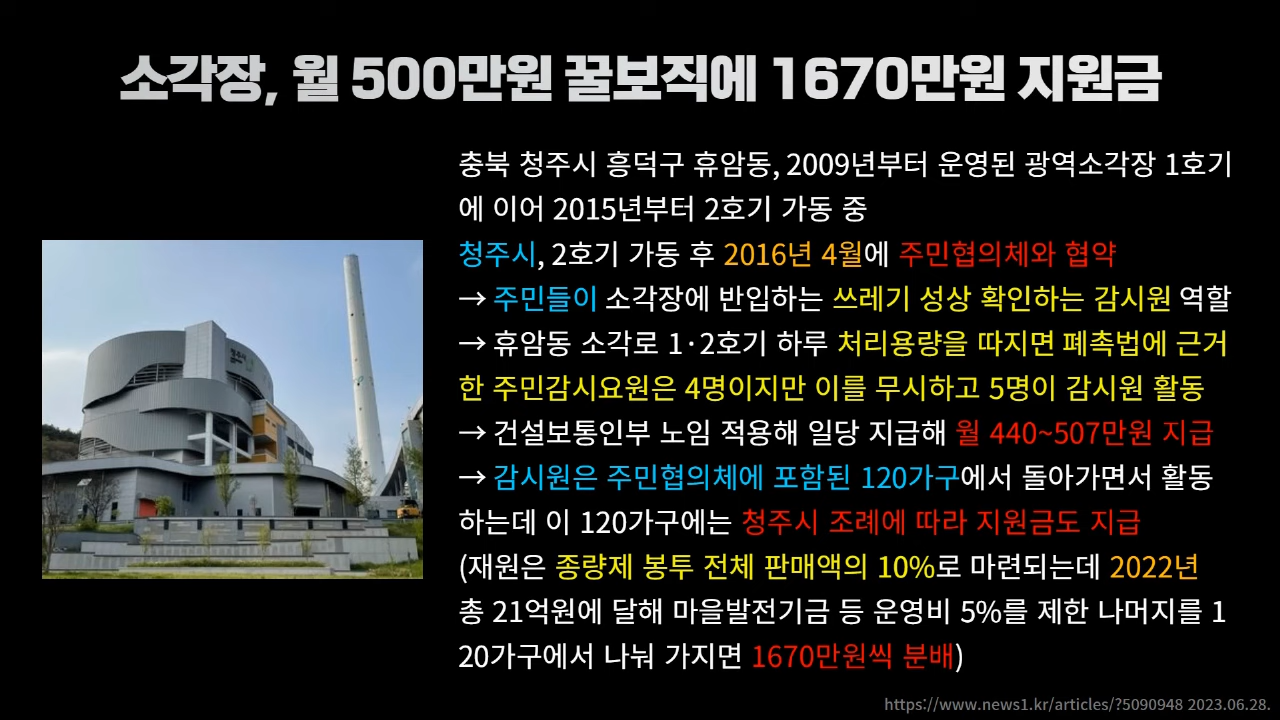 소각장, 월 500만원 꿀보직에 1670만원 지원금
충북 청주시 흥덕구 휴암동, 2009년부터 운영된 광역소각장 1호기
에 이어 2015년부터 2호기 가동 중
청주시, 2호기 가동 후 2016년 4월에 주민협의체와 협약
→ 주민들이 소각장에 반입하는 쓰레기 성상 확인하는 감시원 역할
→ 휴암동 소각로 1·2호기 하루 처리용량을 따지면 폐촉법에 근거
한 주민감시요원은 4명이지만 이를 무시하고 5명이 감시원 활동
→ 건설보통인부 노임 적용해 일당 지급해 월 440~507만원 지급
→ 감시원은 주민협의체에 포함된 120가구에서 돌아가면서 활동
하는데 이 120가구에는 청주시 조례에 따라 지원금도 지급
(재원은 종량제 봉투 전체 판매액의 10%로 마련되는데 2022년
총 21억원에 달해 마을발전기금 등 운영비 5%를 제한 나머지를 1
20가구에서 나눠 가지면 1670만원씩 분배)
https://www.news1.kr/articles/?5090948 2023.06.28.